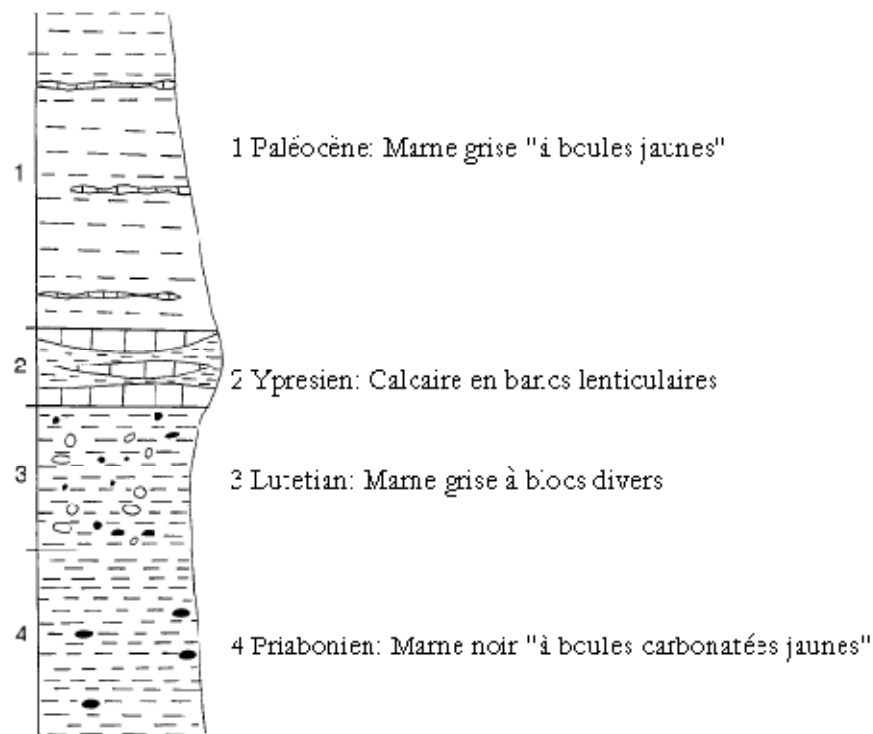 1
1 Paléocène: Marne grise "à boules jaunes"
2
2 Ypresien: Calcaire en bancs lenticulaires
3
3 Lutetian: Marne grise à blocs divers
4
4 Priabonien: Marne noir "à boules carbonatées jaunes"